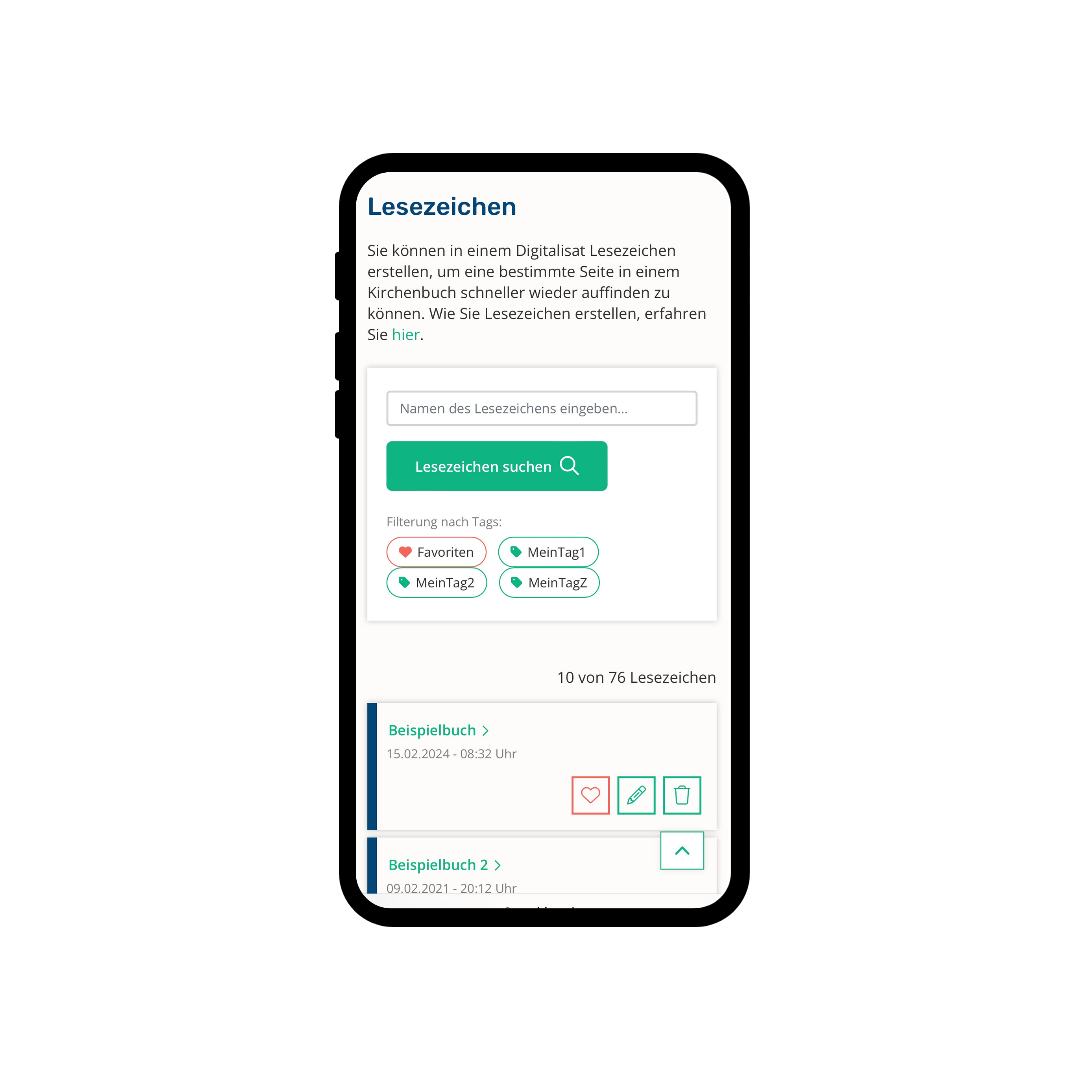 Lesezeichen
Sie können in einem Digitalisat Lesezeichen
erstellen, um eine bestimmte Seite in einem
Kirchenbuch schneller wieder auffinden zu
können. Wie Sie Lesezeichen erstellen, erfahren
Sie hier.
Namen des Lesezeichens eingeben...
Lesezeichen suchen
Filterung nach Tags:
Favoriten MeinTag1
MeinTag2 MeinTagZ
10 von 76 Lesezeichen
Beispielbuch
15.02.2024 - 08:32 Uhr
Beispielbuch 2
09.02.2021 - 20:12 Uhr